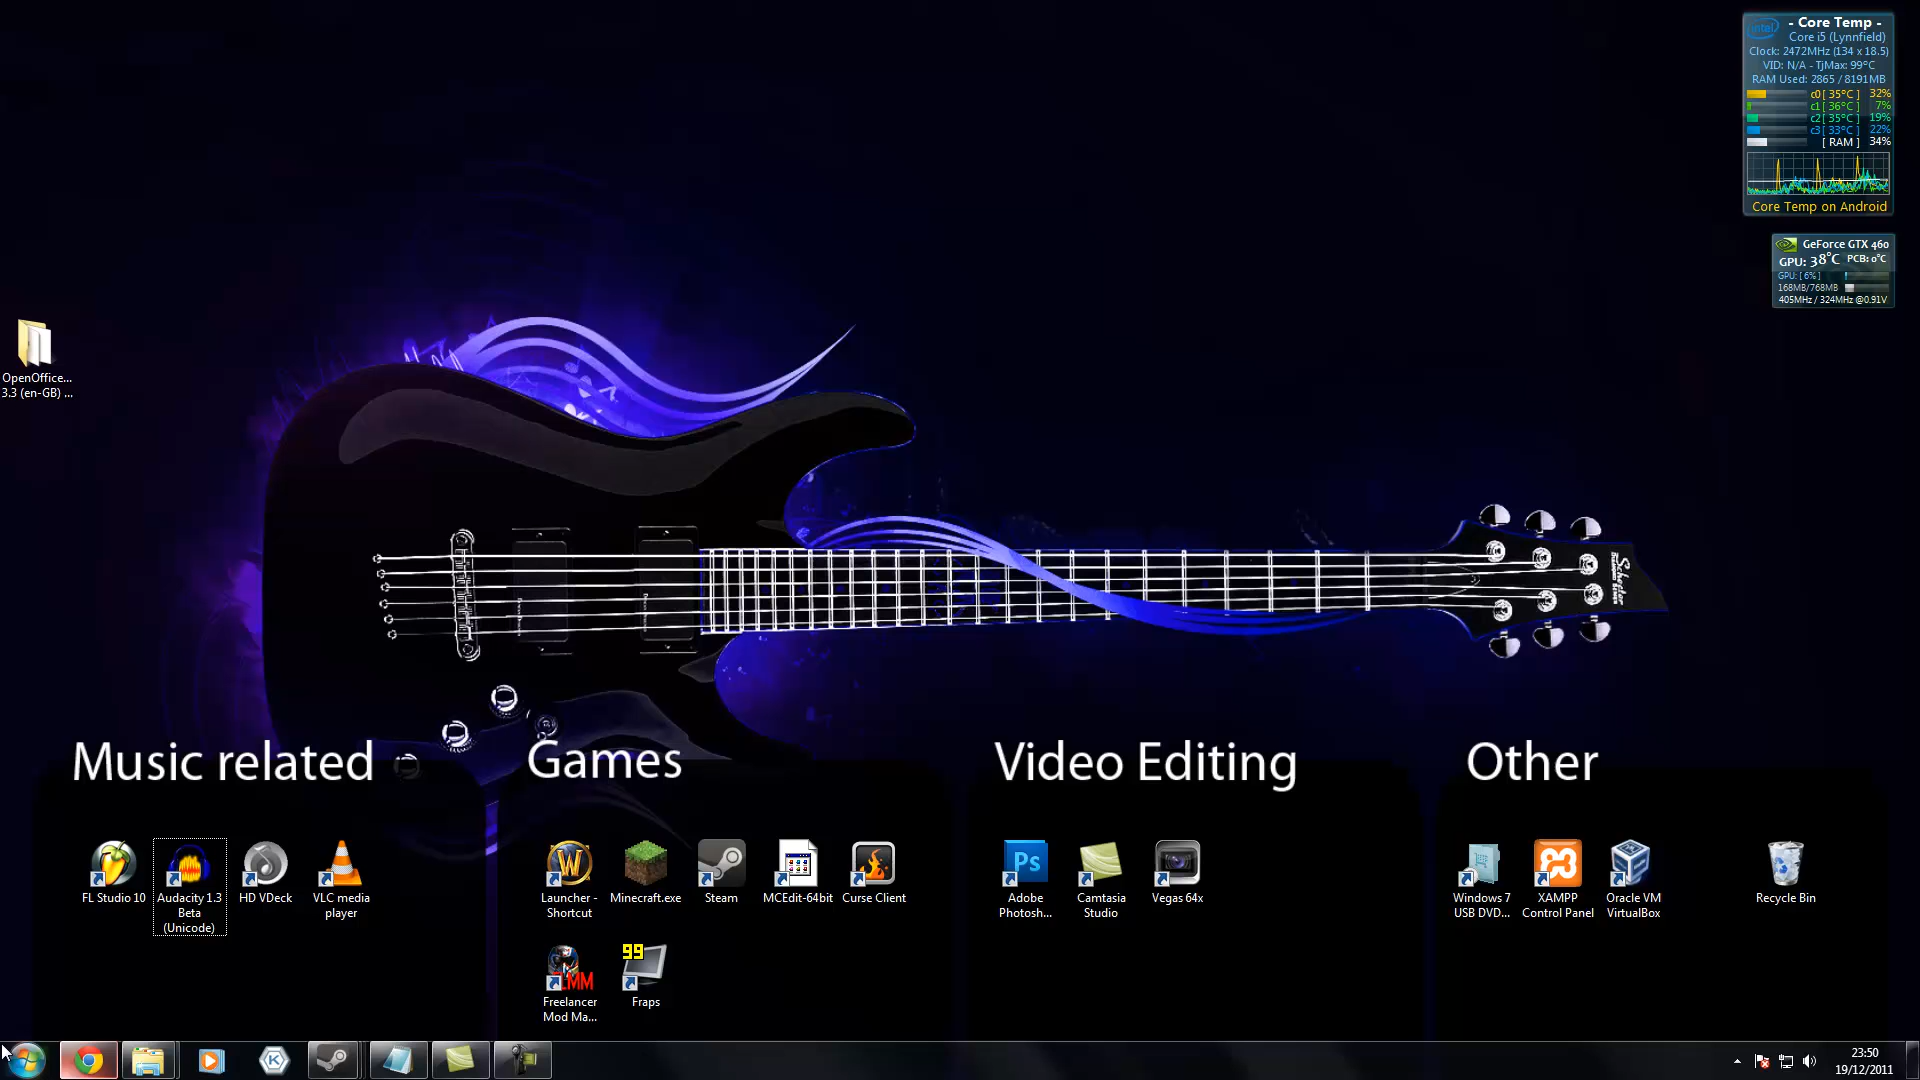 - Core Temp -
intel
Core i5 (Lynnfield)
Clock: 2472MHz (134 x 18.5)
VID: N/A - TjMax: 99°C
RAM Used: 2865 / 8191MB
c0[ 35°C ] 32%
c1[ 36°C ] 7%
c2[ 35°C ] 19%
c3[ 33°C ] 22%
[ RAM ] 34%
Core Temp on Android
GeForce GTX 460
GPU: 38°C PCB: 0°C
GPU: [ 6% ]
168MB/768MB
405MHz / 324MHz @0.91V
OpenOffice...
3.3 (en-GB) ...
Schecter
Music related
Games
Video Editing
Other
FL Studio 10
Audacity 1.3
Beta
(Unicode)
HD VDeck
VLC media
player
W
Launcher -
Shortcut
Minecraft.exe
Steam
MCEdit-64bit
Curse Client
Ps
Adobe
Photosh...
Camtasia
Studio
Vegas 64x
Windows 7
USB DVD...
XAMPP
Control Panel
Oracle VM
VirtualBox
Recycle Bin
FLMM
Freelancer
Mod Ma...
99
Fraps
K
23:50
19/12/2011